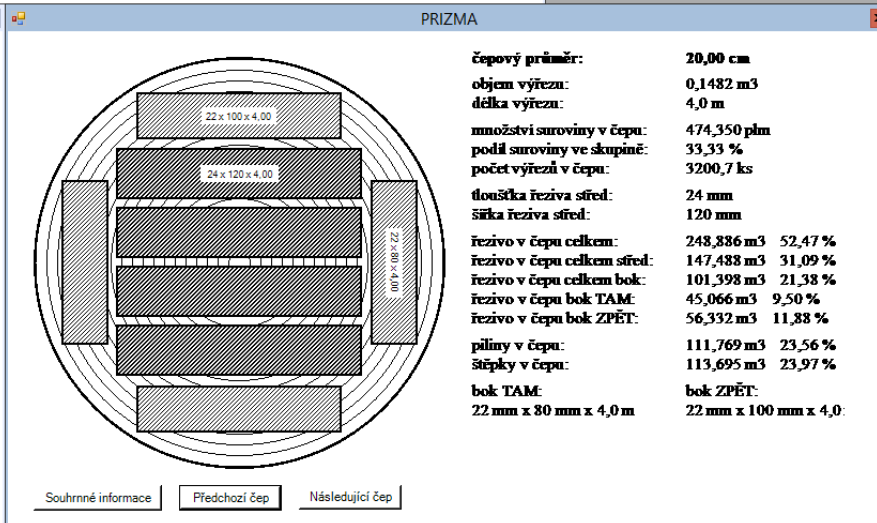 PRIZMA
22 x 100 x 4,00
24 x 120 x 4,00
22 x 80 x 4,00
čepový průměr: 20,00 cm
objem výřezu: 0,1482 m3
délka výřezu: 4,0 m
množství suroviny v čepu: 474,350 plm
podíl suroviny ve skupině: 33,33 %
počet výřezů v čepu: 3200,7 ks
tloušťka řeziva střed: 24 mm
šířka řeziva střed: 120 mm
řezivo v čepu celkem: 248,886 m3 52,47 %
řezivo v čepu celkem střed: 147,488 m3 31,09 %
řezivo v čepu celkem bok: 101,398 m3 21,38 %
řezivo v čepu bok TAM: 45,066 m3 9,50 %
řezivo v čepu bok ZPĚT: 56,332 m3 11,88 %
piliny v čepu: 111,769 m3 23,56 %
štěpky v čepu: 113,695 m3 23,97 %
bok TAM: bok ZPĚT:
22 mm x 80 mm x 4,0 m 22 mm x 100 mm x 4,0
Souhrnné informace Předchozí čep Následující čep